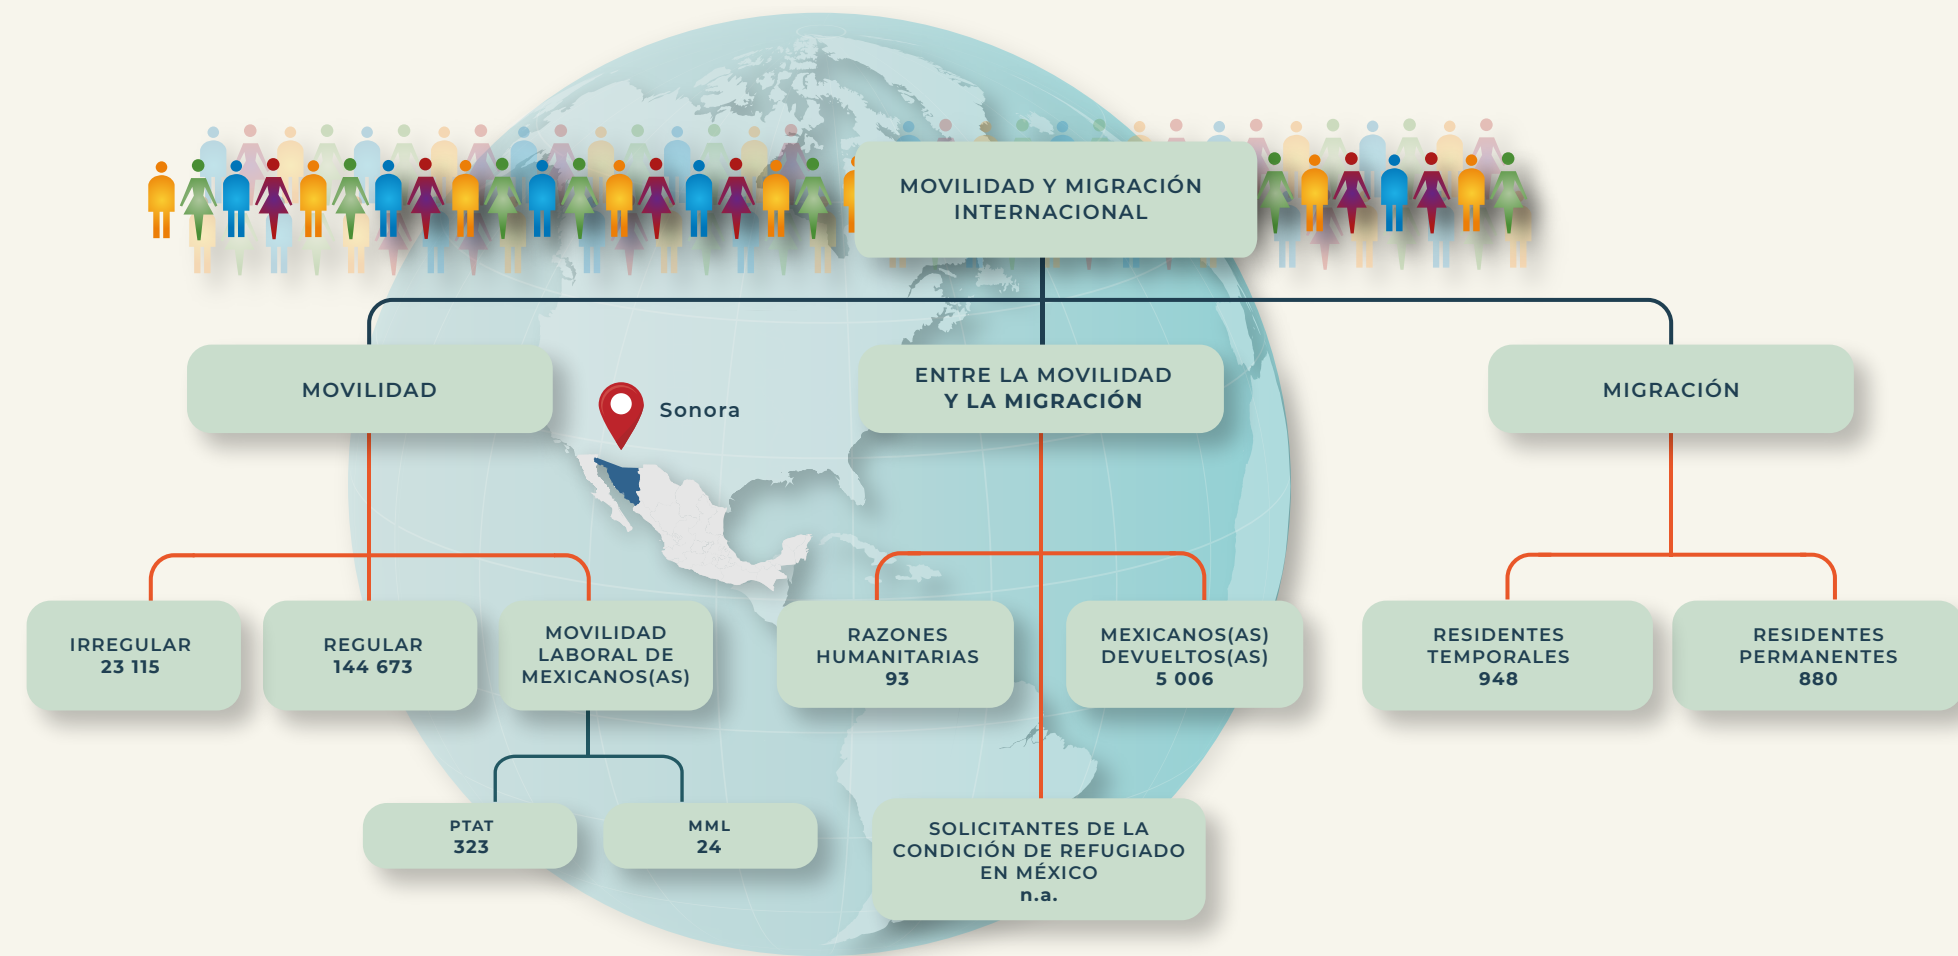 MOVILIDAD Y MIGRACIÓN
INTERNACIONAL
MOVILIDAD
Sonora
ENTRE LA MOVILIDAD
Y LA MIGRACIÓN
MIGRACIÓN
IRREGULAR
23 115
REGULAR
144 673
MOVILIDAD
LABORAL DE
MEXICANOS(AS)
RAZONES
HUMANITARIAS
93
MEXICANOS(AS)
DEVUELTOS(AS)
5 006
RESIDENTES
TEMPORALES
948
RESIDENTES
PERMANENTES
880
PTAT
323
MML
24
SOLICITANTES DE LA
CONDICIÓN DE REFUGIADO
EN MÉXICO
n.a.